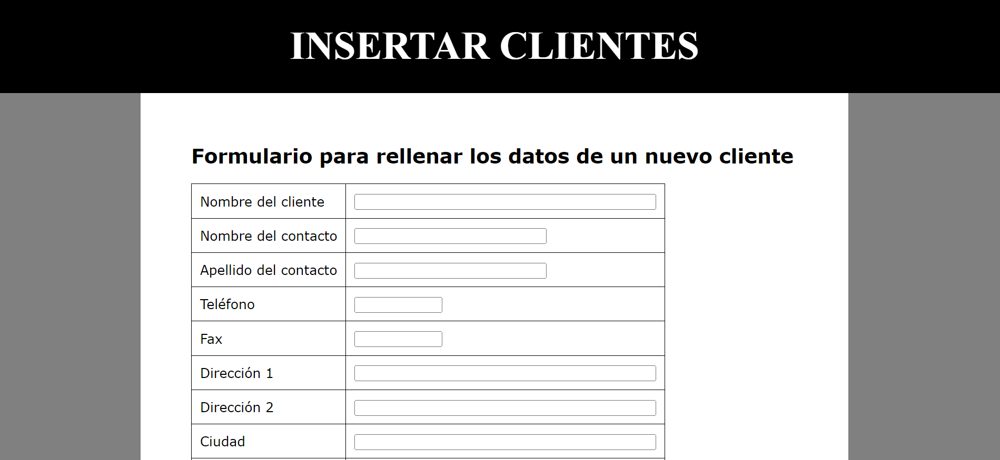 INSERTAR CLIENTES
Formulario para rellenar los datos de un nuevo cliente
Nombre del cliente
Nombre del contacto
Apellido del contacto
Teléfono
Fax
Dirección 1
Dirección 2
Ciudad